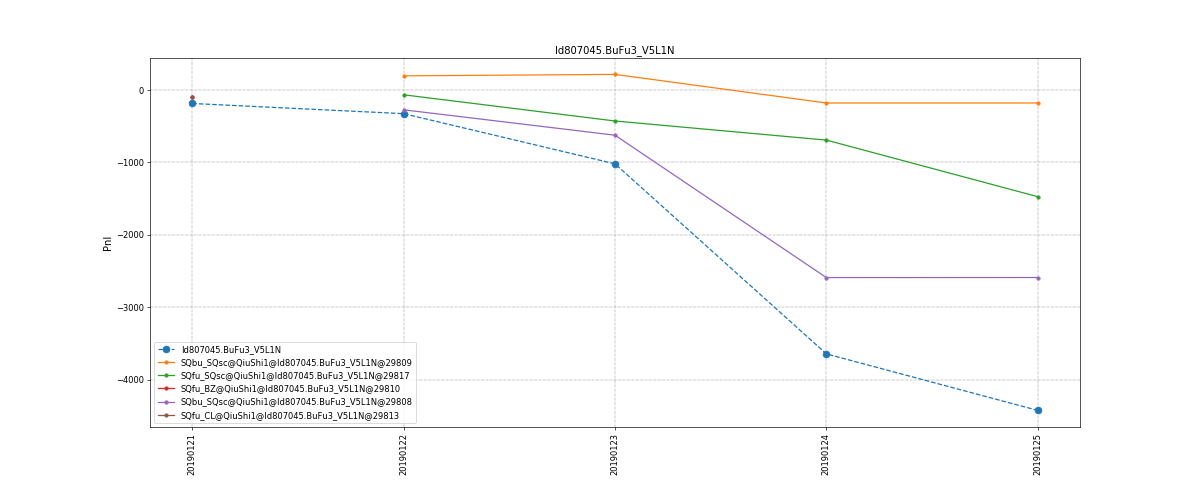 Id807045.BuFu3_V5L1N
0
−1000
−2000
−3000
−4000
Pnl
Id807045.BuFu3_V5L1N
SQbu_SQsc@QiuShi1@Id807045.BuFu3_V5L1N@29809
SQfu_SQsc@QiuShi1@Id807045.BuFu3_V5L1N@29817
SQfu_BZ@QiuShi1@Id807045.BuFu3_V5L1N@29810
SQbu_SQsc@QiuShi1@Id807045.BuFu3_V5L1N@29808
SQfu_CL@QiuShi1@Id807045.BuFu3_V5L1N@29813
20190121
20190122
20190123
20190124
20190125